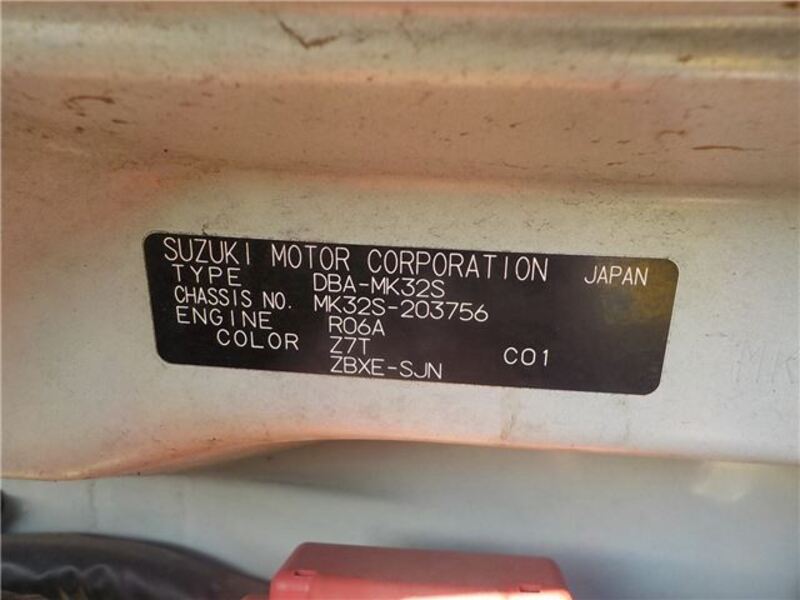 SUZUKI MOTOR CORPORATION JAPAN
TYPE DBA-MK32S
CHASSIS NO. MK32S-203756
ENGINE R06A
COLOR Z7T C01
ZBXE-SJN